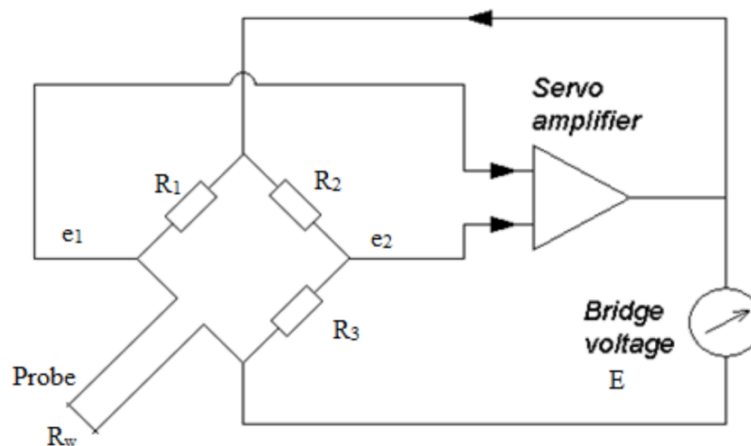 Servo
amplifier
R1
R2
e1
e2
R3
Bridge
voltage
E
Probe
Rw